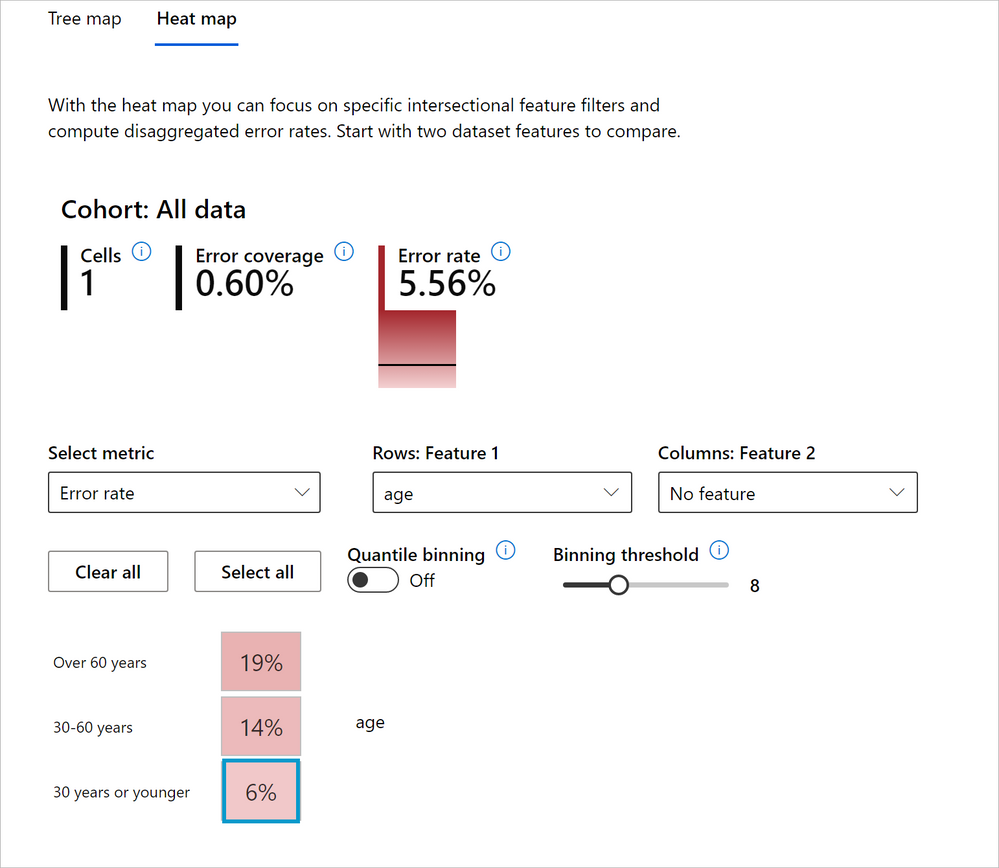 Tree map
Heat map
With the heat map you can focus on specific intersectional feature filters and
compute disaggregated error rates. Start with two dataset features to compare.
Cohort: All data
Cells
1
Error coverage
0.60%
Error rate
5.56%
Select metric
Error rate
Rows: Feature 1
age
Columns: Feature 2
No feature
Clear all
Select all
Quantile binning
Off
Binning threshold
8
Over 60 years
19%
30-60 years
14%
age
30 years or younger
6%